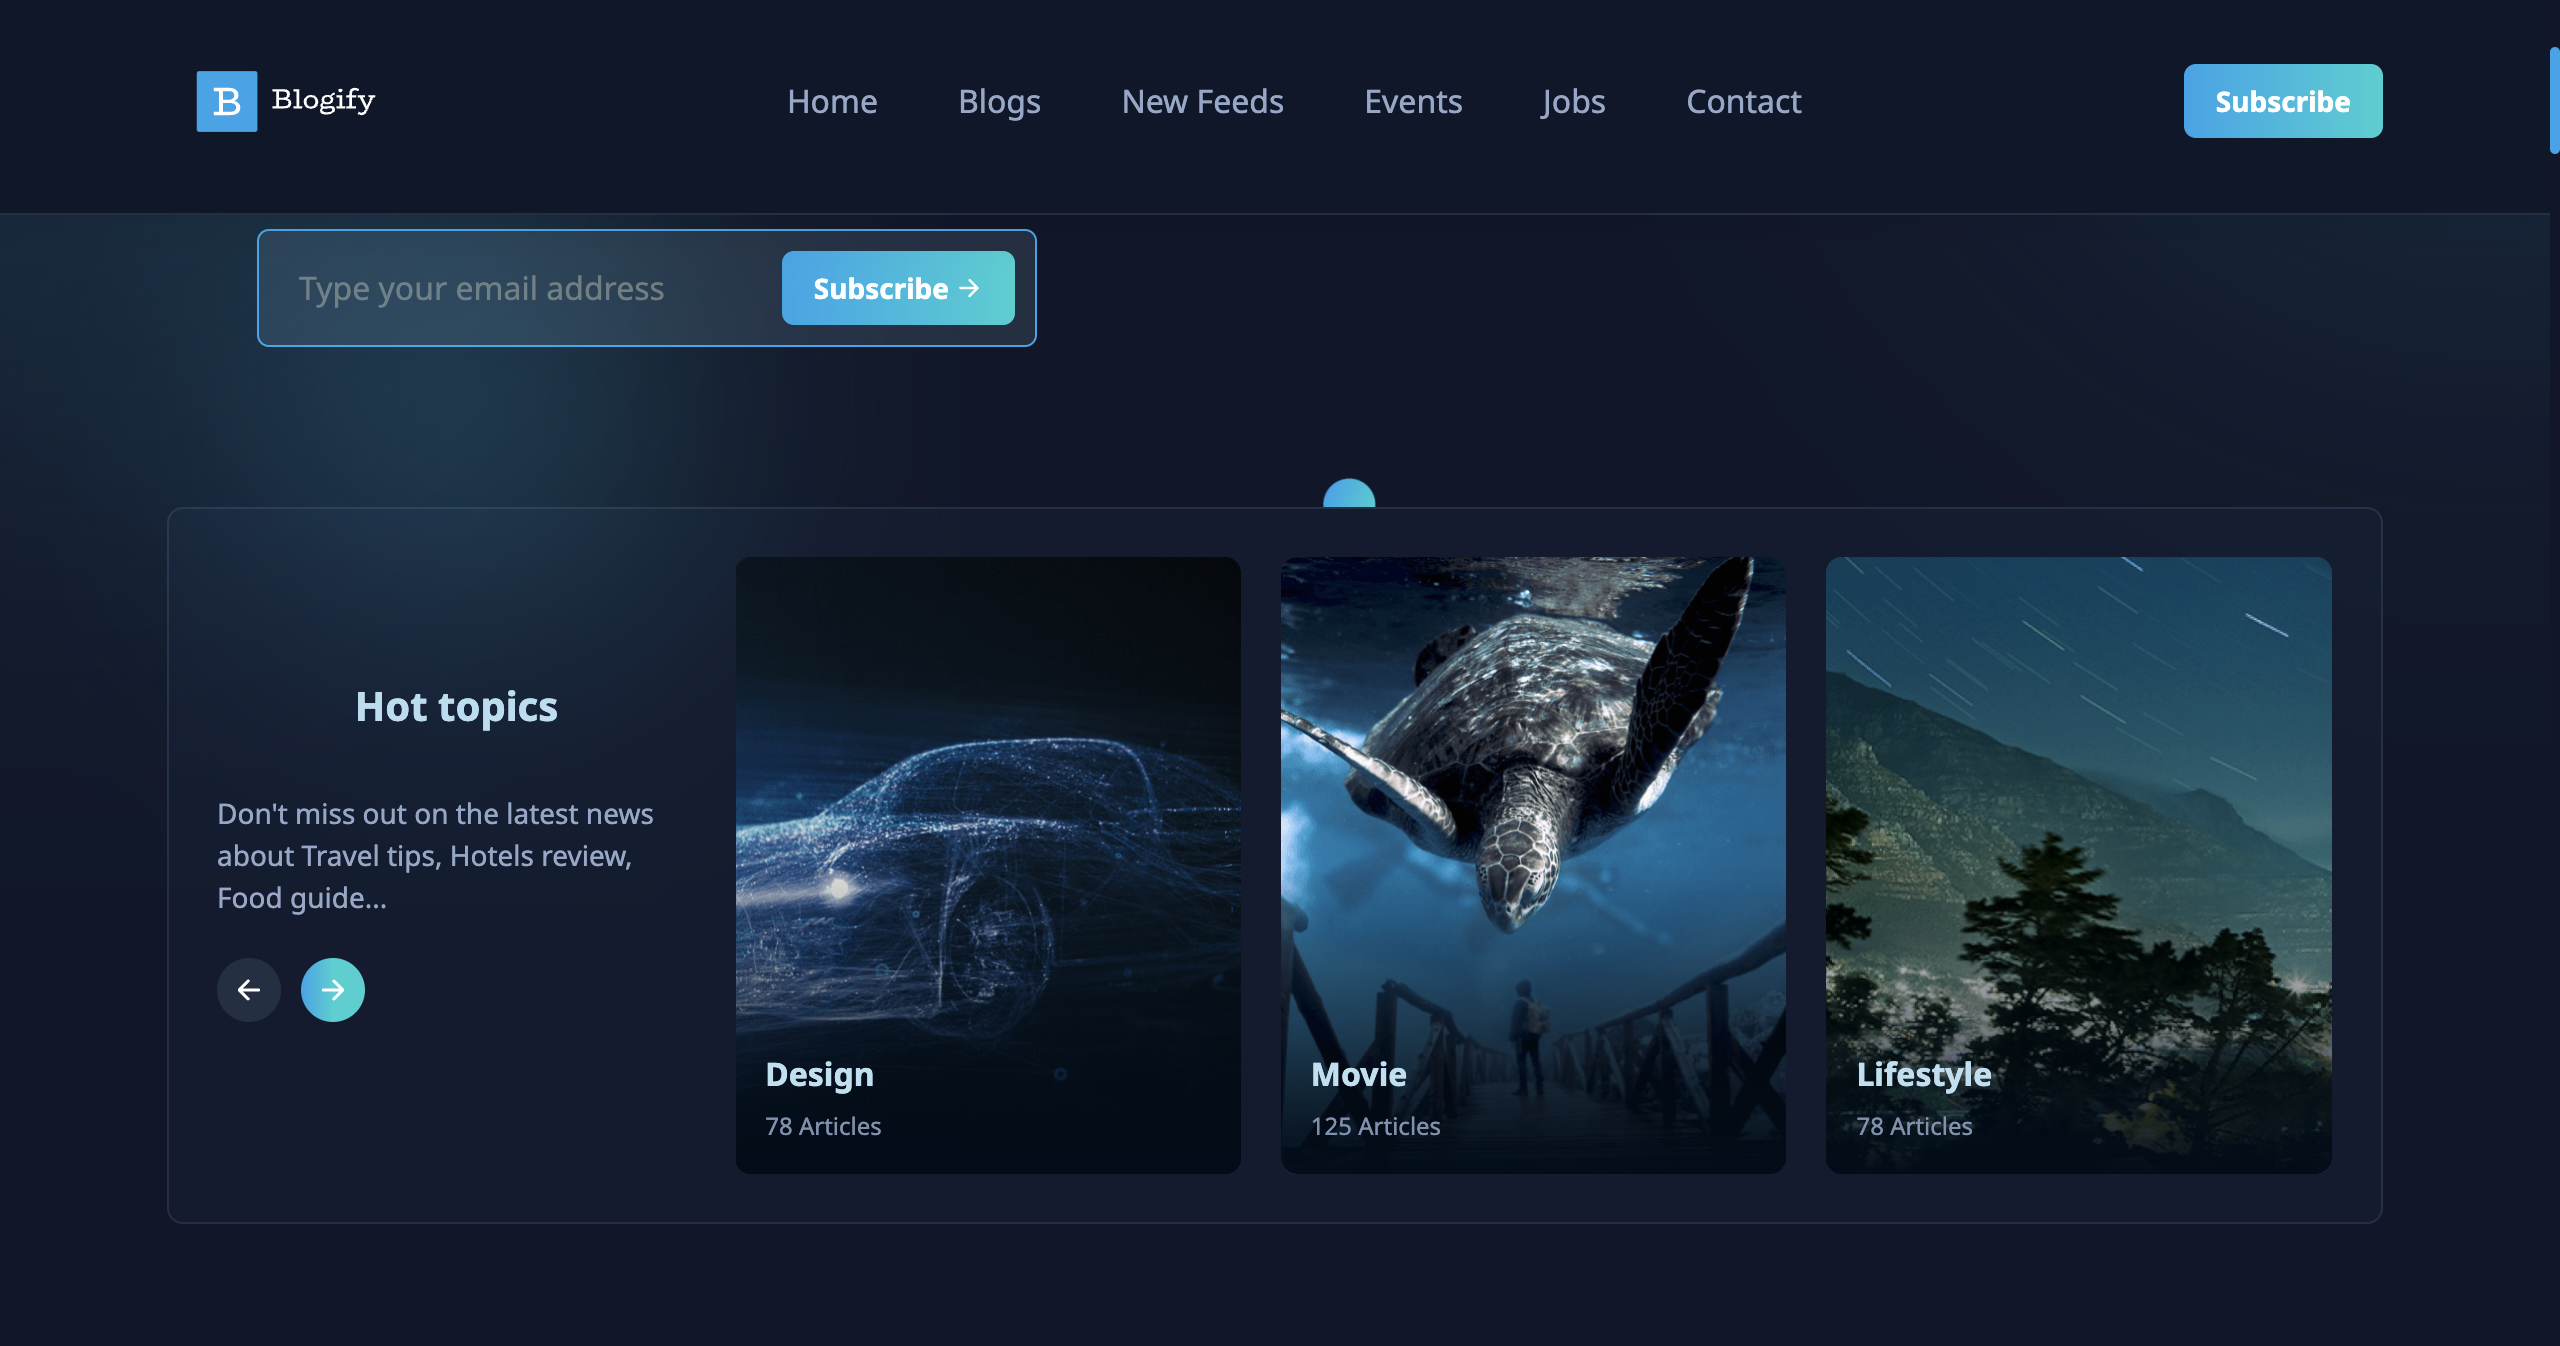 B Blogify
Home
Blogs
New Feeds
Events
Jobs
Contact
Subscribe
Type your email address
Subscribe →
Hot topics
Don't miss out on the latest news
about Travel tips, Hotels review,
Food guide...
Design
78 Articles
Movie
125 Articles
Lifestyle
78 Articles